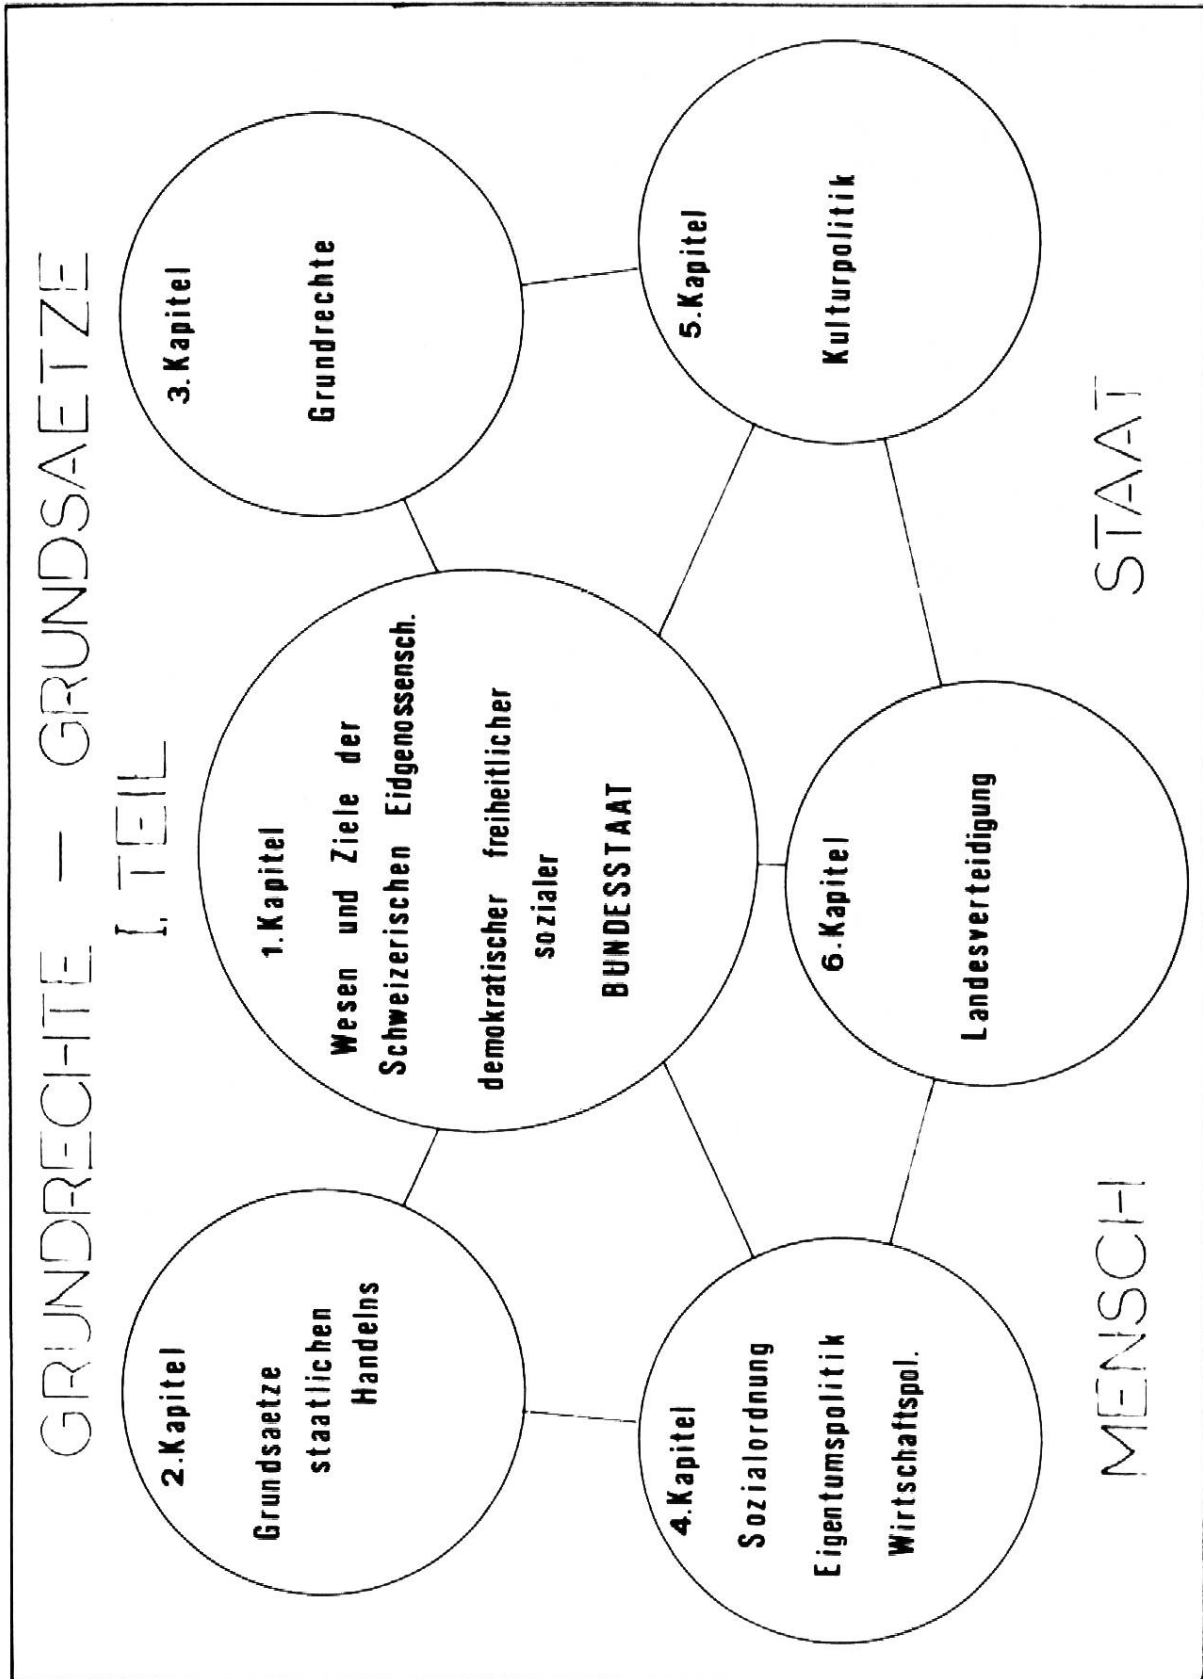 GRUNDRECHTE — GRUNDSAETZE
I. TEIL
2.Kapitel
Grundsaetze
staatlichen
Handelns
1.Kapitel
Wesen und Ziele der
Schweizerischen Eidgenossensch.
demokratischer freiheitlicher
sozialer
BUNDESSTAAT
3.Kapitel
Grundrechte
4.Kapitel
Sozialordnung
Eigentumspolitik
Wirtschaftspol.
6.Kapitel
Landesverteidigung
5.Kapitel
Kulturpolitik
MENSCH
STAAT